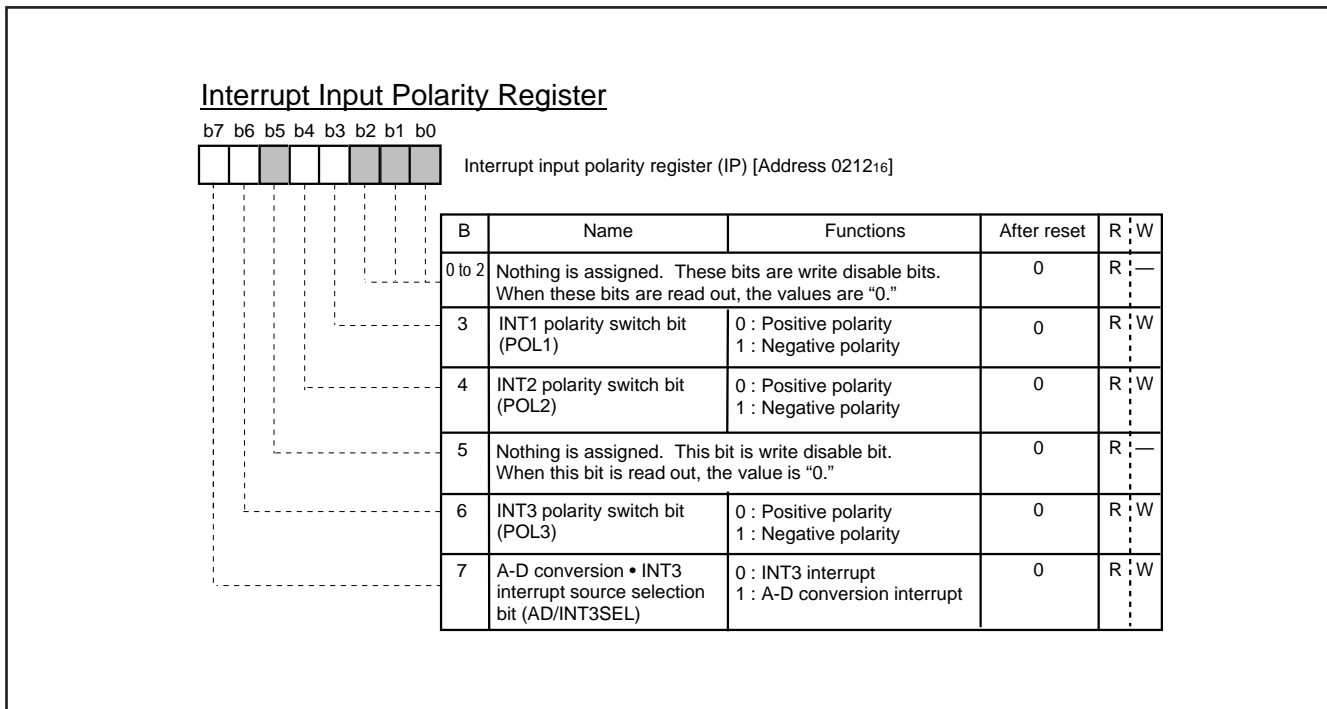 Interrupt Input Polarity Register
b7 b6 b5 b4 b3 b2 b1 b0
Interrupt input polarity register (IP) [Address 021216]
B Name Functions After reset R W
0 to 2 Nothing is assigned. These bits are write disable bits. 0 R —
When these bits are read out, the values are “0.”
3 INT1 polarity switch bit 0 : Positive polarity 0 R W
(POL1) 1 : Negative polarity
4 INT2 polarity switch bit 0 : Positive polarity 0 R W
(POL2) 1 : Negative polarity
5 Nothing is assigned. This bit is write disable bit. 0 R —
When this bit is read out, the value is “0.”
6 INT3 polarity switch bit 0 : Positive polarity 0 R W
(POL3) 1 : Negative polarity
7 A-D conversion • INT3 0 : INT3 interrupt 0 R W
interrupt source selection 1 : A-D conversion interrupt
bit (AD/INT3SEL)